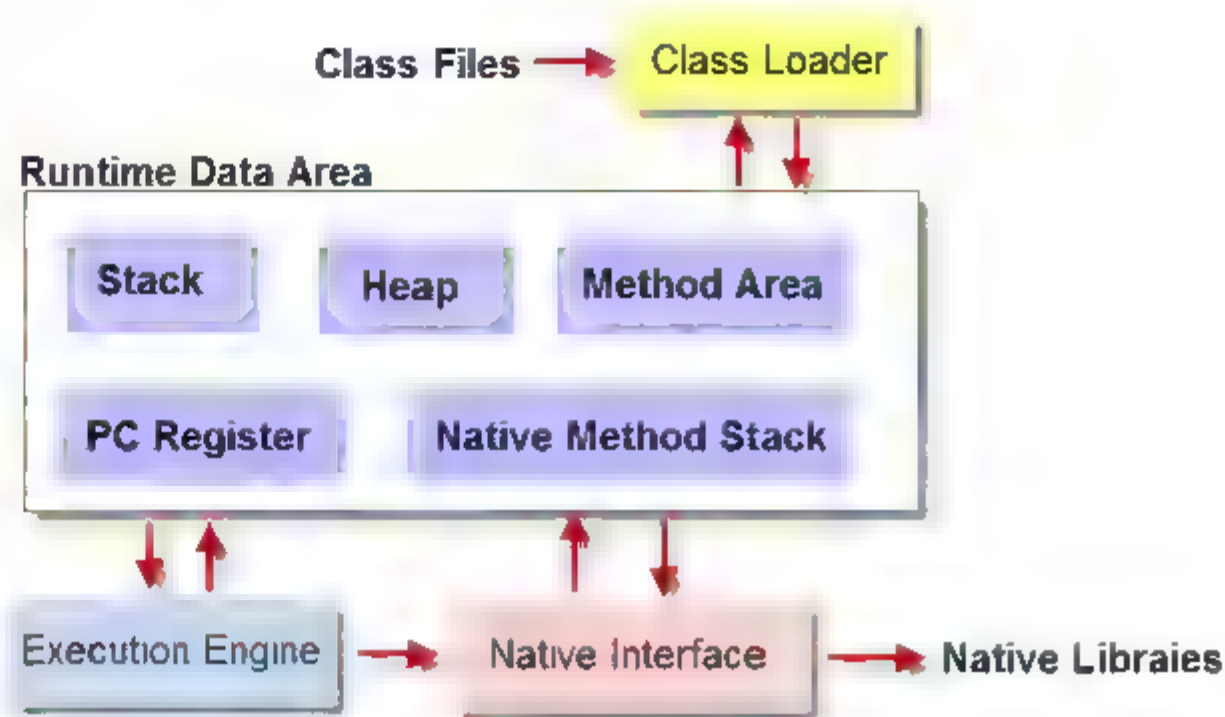 Class Files
Class Loader
Runtime Data Area
Stack
Heap
Method Area
PC Register
Native Method Stack
Execution Engine
Native Interface
Native Libraies